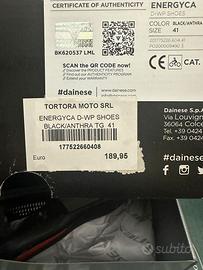 CERTIFICATE OF AUTHENTICITY
ENERGYCA
D-WP SHOES
COLOR
BLACK/ANTHRA
SIZE
41
BK620537 LML
SCAN the QR CODE now!
CAT.
TORTORA MOTO SRL
ENERGYCA D-WP SHOES
BLACK/ANTHRA TG 41
Euro
189,95
177522660408
Dainese S.p.A
Via Louvign
36064 Colce
Tel. +39 0424
Fax +39 0424
#dainese
#dain
subito